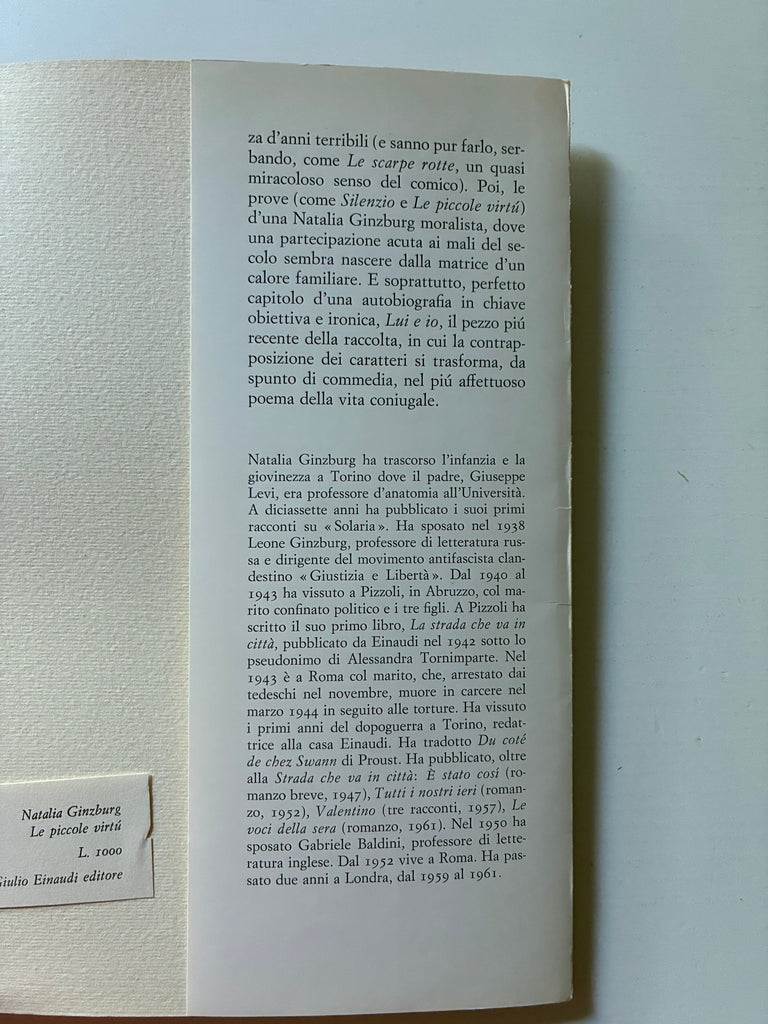 za d'anni terribili (e sanno pur farlo, ser-
bando, come Le scarpe rotte, un quasi
miracoloso senso del comico). Poi, le
prove (come Silenzio e Le piccole virtú)
d'una Natalia Ginzburg moralista, dove
una partecipazione acuta ai mali del se-
colo sembra nascere dalla matrice d'un
calore familiare. E soprattutto, perfetto
capitolo d'una autobiografia in chiave
obiettiva e ironica, Lui e io, il pezzo piú
recente della raccolta, in cui la contrap-
posizione dei caratteri si trasforma, da
spunto di commedia, nel piú affettuoso
poema della vita coniugale.
Natalia Ginzburg ha trascorso l'infanzia e la
giovinezza a Torino dove il padre, Giuseppe
Levi, era professore d'anatomia all'Università.
A diciassette anni ha pubblicato i suoi primi
racconti su «Solaria». Ha sposato nel 1938
Leone Ginzburg, professore di letteratura rus-
sa e dirigente del movimento antifascista clan-
destino «Giustizia e Libertà». Dal 1940 al
1943 ha vissuto a Pizzoli, in Abruzzo, col ma-
rito confinato politico e i tre figli. A Pizzoli ha
scritto il suo primo libro, La strada che va in
città, pubblicato da Einaudi nel 1942 sotto lo
pseudonimo di Alessandra Tornimparte. Nel
1943 è a Roma col marito, che, arrestato dai
tedeschi nel novembre, muore in carcere nel
marzo 1944 in seguito alle torture. Ha vissuto
i primi anni del dopoguerra a Torino, redat-
trice alla casa Einaudi. Ha tradotto Du coté
de chez Swann di Proust. Ha pubblicato, oltre
alla Strada che va in città: È stato cosí (ro-
manzo breve, 1947), Tutti i nostri ieri (roman-
zo, 1952), Valentino (tre racconti, 1957), Le
voci della sera (romanzo, 1961). Nel 1950 ha
sposato Gabriele Baldini, professore di lette-
ratura inglese. Dal 1952 vive a Roma. Ha pas-
sato due anni a Londra, dal 1959 al 1961.
Natalia Ginzburg
Le piccole virtú
L. 1000
Giulio Einaudi editore